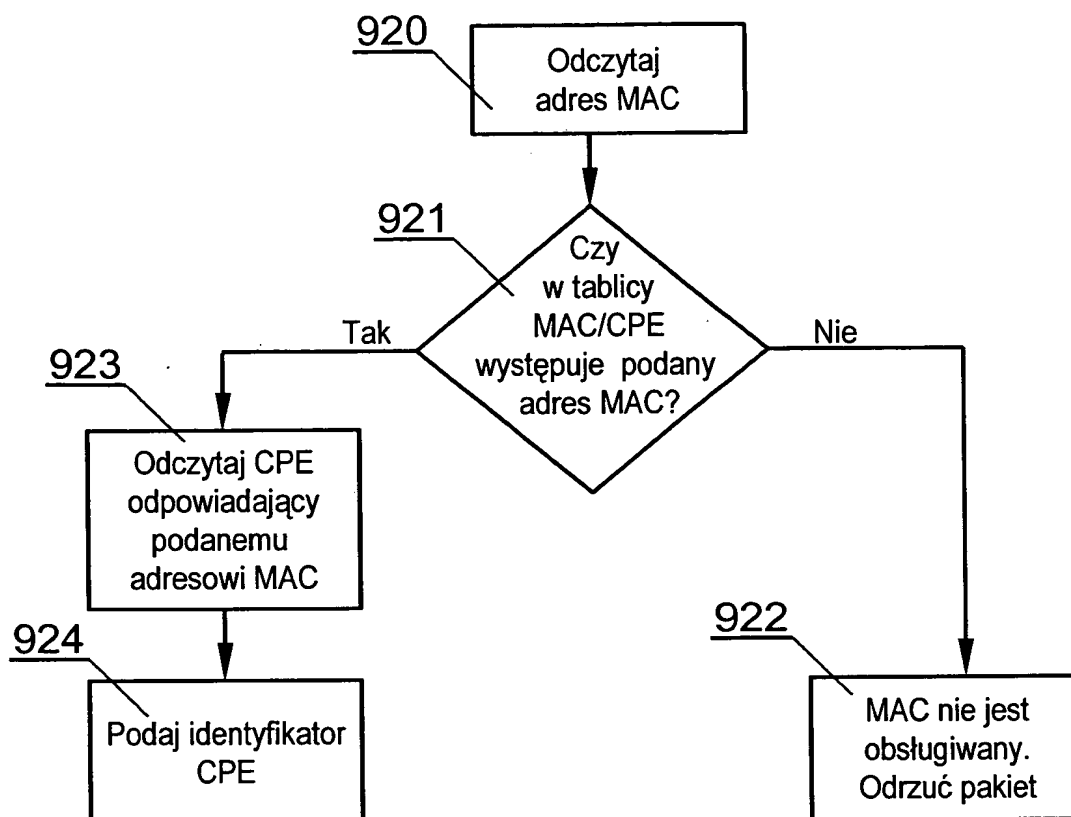 920
Odczytaj
adres MAC
921
Czy
w tablicy
MAC/CPE
występuje podany
adres MAC?
Tak
Nie
923
Odczytaj CPE
odpowiadający
podanemu
adresowi MAC
924
Podaj identyfikator
CPE
922
MAC nie jest
obsługiwany.
Odrzuć pakiet